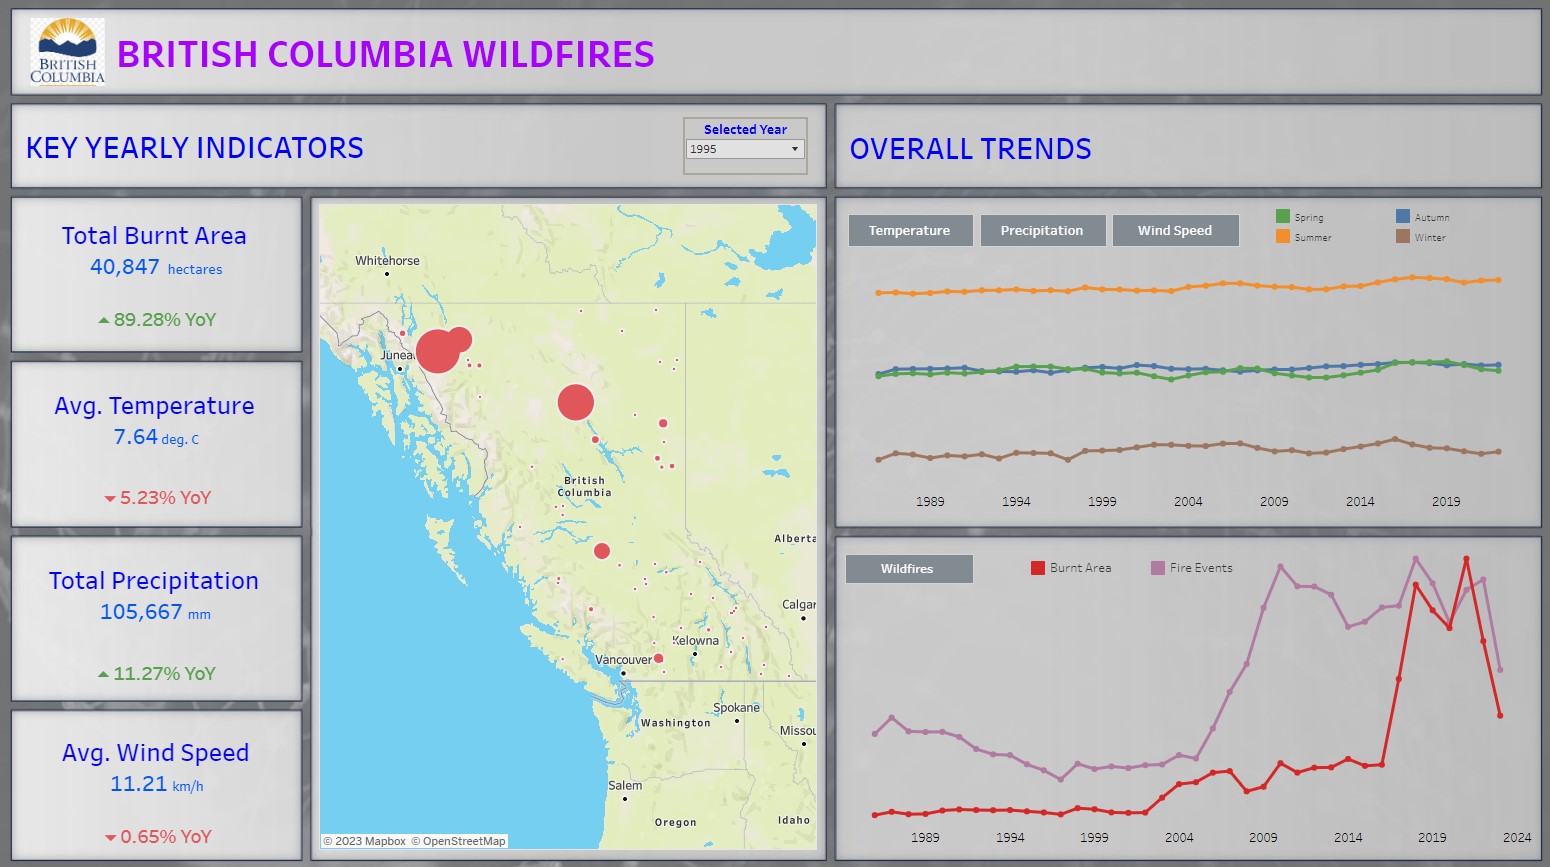 BRITISH
COLUMBIA
BRITISH COLUMBIA WILDFIRES
KEY YEARLY INDICATORS
Selected Year
1995
OVERALL TRENDS
Total Burnt Area
40,847 hectares
89.28% YoY
Avg. Temperature
7.64 deg. C
5.23% YoY
Total Precipitation
105,667 mm
11.27% YoY
Avg. Wind Speed
11.21 km/h
0.65% YoY
Whitehorse
British
Columbia
Alberta
Calgar
Kelowna
Vancouver
Spokane
Washington
Missou
Salem
Oregon
Idaho
© 2023 Mapbox © OpenStreetMap
Temperature
Precipitation
Wind Speed
Spring
Autumn
Summer
Winter
1989 1994 1999 2004 2009 2014 2019
Wildfires
Burnt Area
Fire Events
1989 1994 1999 2004 2009 2014 2019 2024